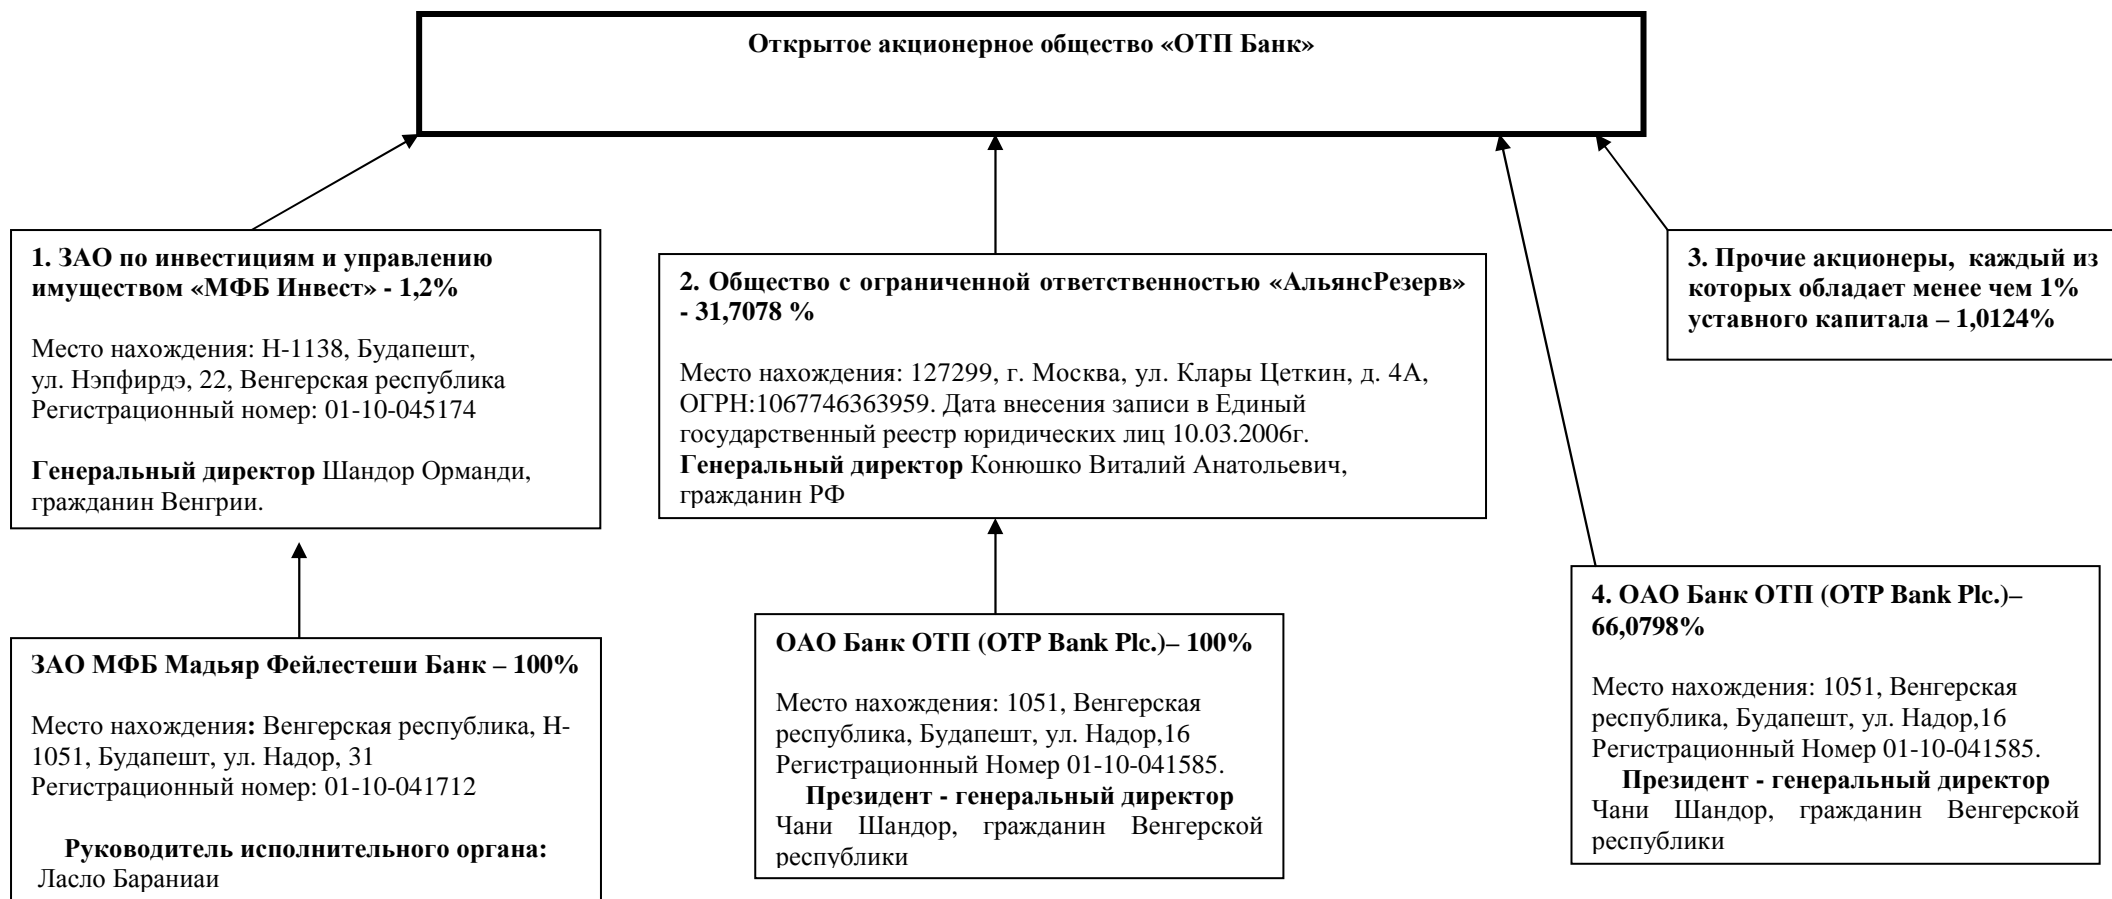 Открытое акционерное общество «ОТП Банк»
1. ЗАО по инвестициям и управлению
имуществом «МФБ Инвест» - 1,2%
Место нахождения: Н-1138, Будапешт,
ул. Нэпфирдэ, 22, Венгерская республика
Регистрационный номер: 01-10-045174
Генеральный директор Шандор Орманди,
гражданин Венгрии.
2. Общество с ограниченной ответственностью «АльянсРезерв»
- 31,7078 %
Место нахождения: 127299, г. Москва, ул. Клары Цеткин, д. 4А,
ОГРН:1067746363959. Дата внесения записи в Единый
государственный реестр юридических лиц 10.03.2006г.
Генеральный директор Конюшко Виталий Анатольевич,
гражданин РФ
3. Прочие акционеры, каждый из
которых обладает менее чем 1%
уставного капитала – 1,0124%
ЗАО МФБ Мадьяр Фейлестеши Банк – 100%
Место нахождения: Венгерская республика, Н-
1051, Будапешт, ул. Надор, 31
Регистрационный номер: 01-10-041712
Руководитель исполнительного органа:
Ласло Бараниаи
ОАО Банк ОТП (OTP Bank Plc.)– 100%
Место нахождения: 1051, Венгерская
республика, Будапешт, ул. Надор,16
Регистрационный Номер 01-10-041585.
Президент - генеральный директор
Чани Шандор, гражданин Венгерской
республики
4. ОАО Банк ОТП (OTP Bank Plc.)–
66,0798%
Место нахождения: 1051, Венгерская
республика, Будапешт, ул. Надор,16
Регистрационный Номер 01-10-041585.
Президент - генеральный директор
Чани Шандор, гражданин Венгерской
республики